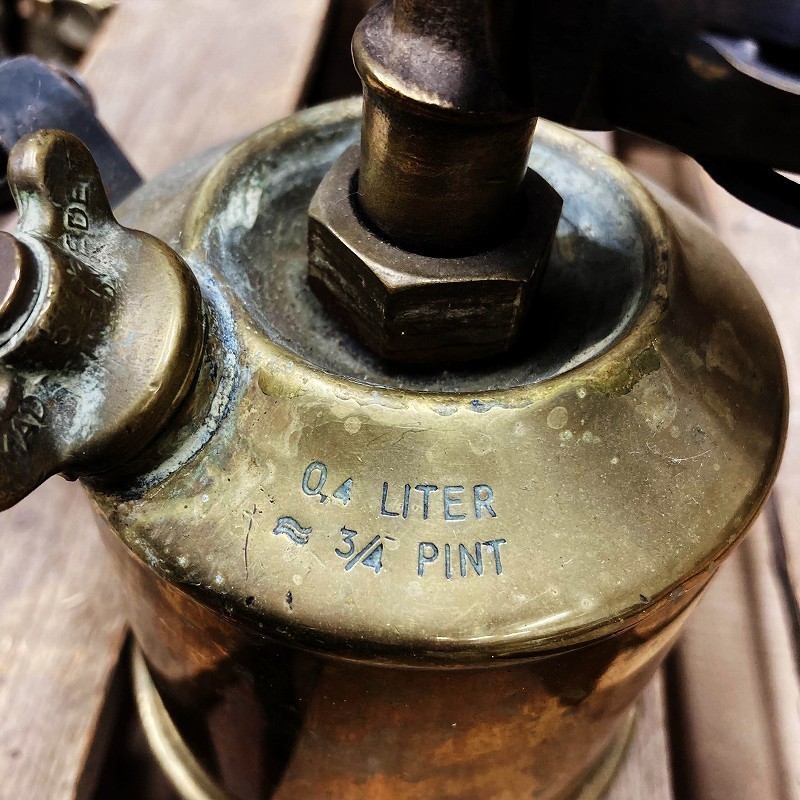 0,4 LITER
≈ 3/4 PINT